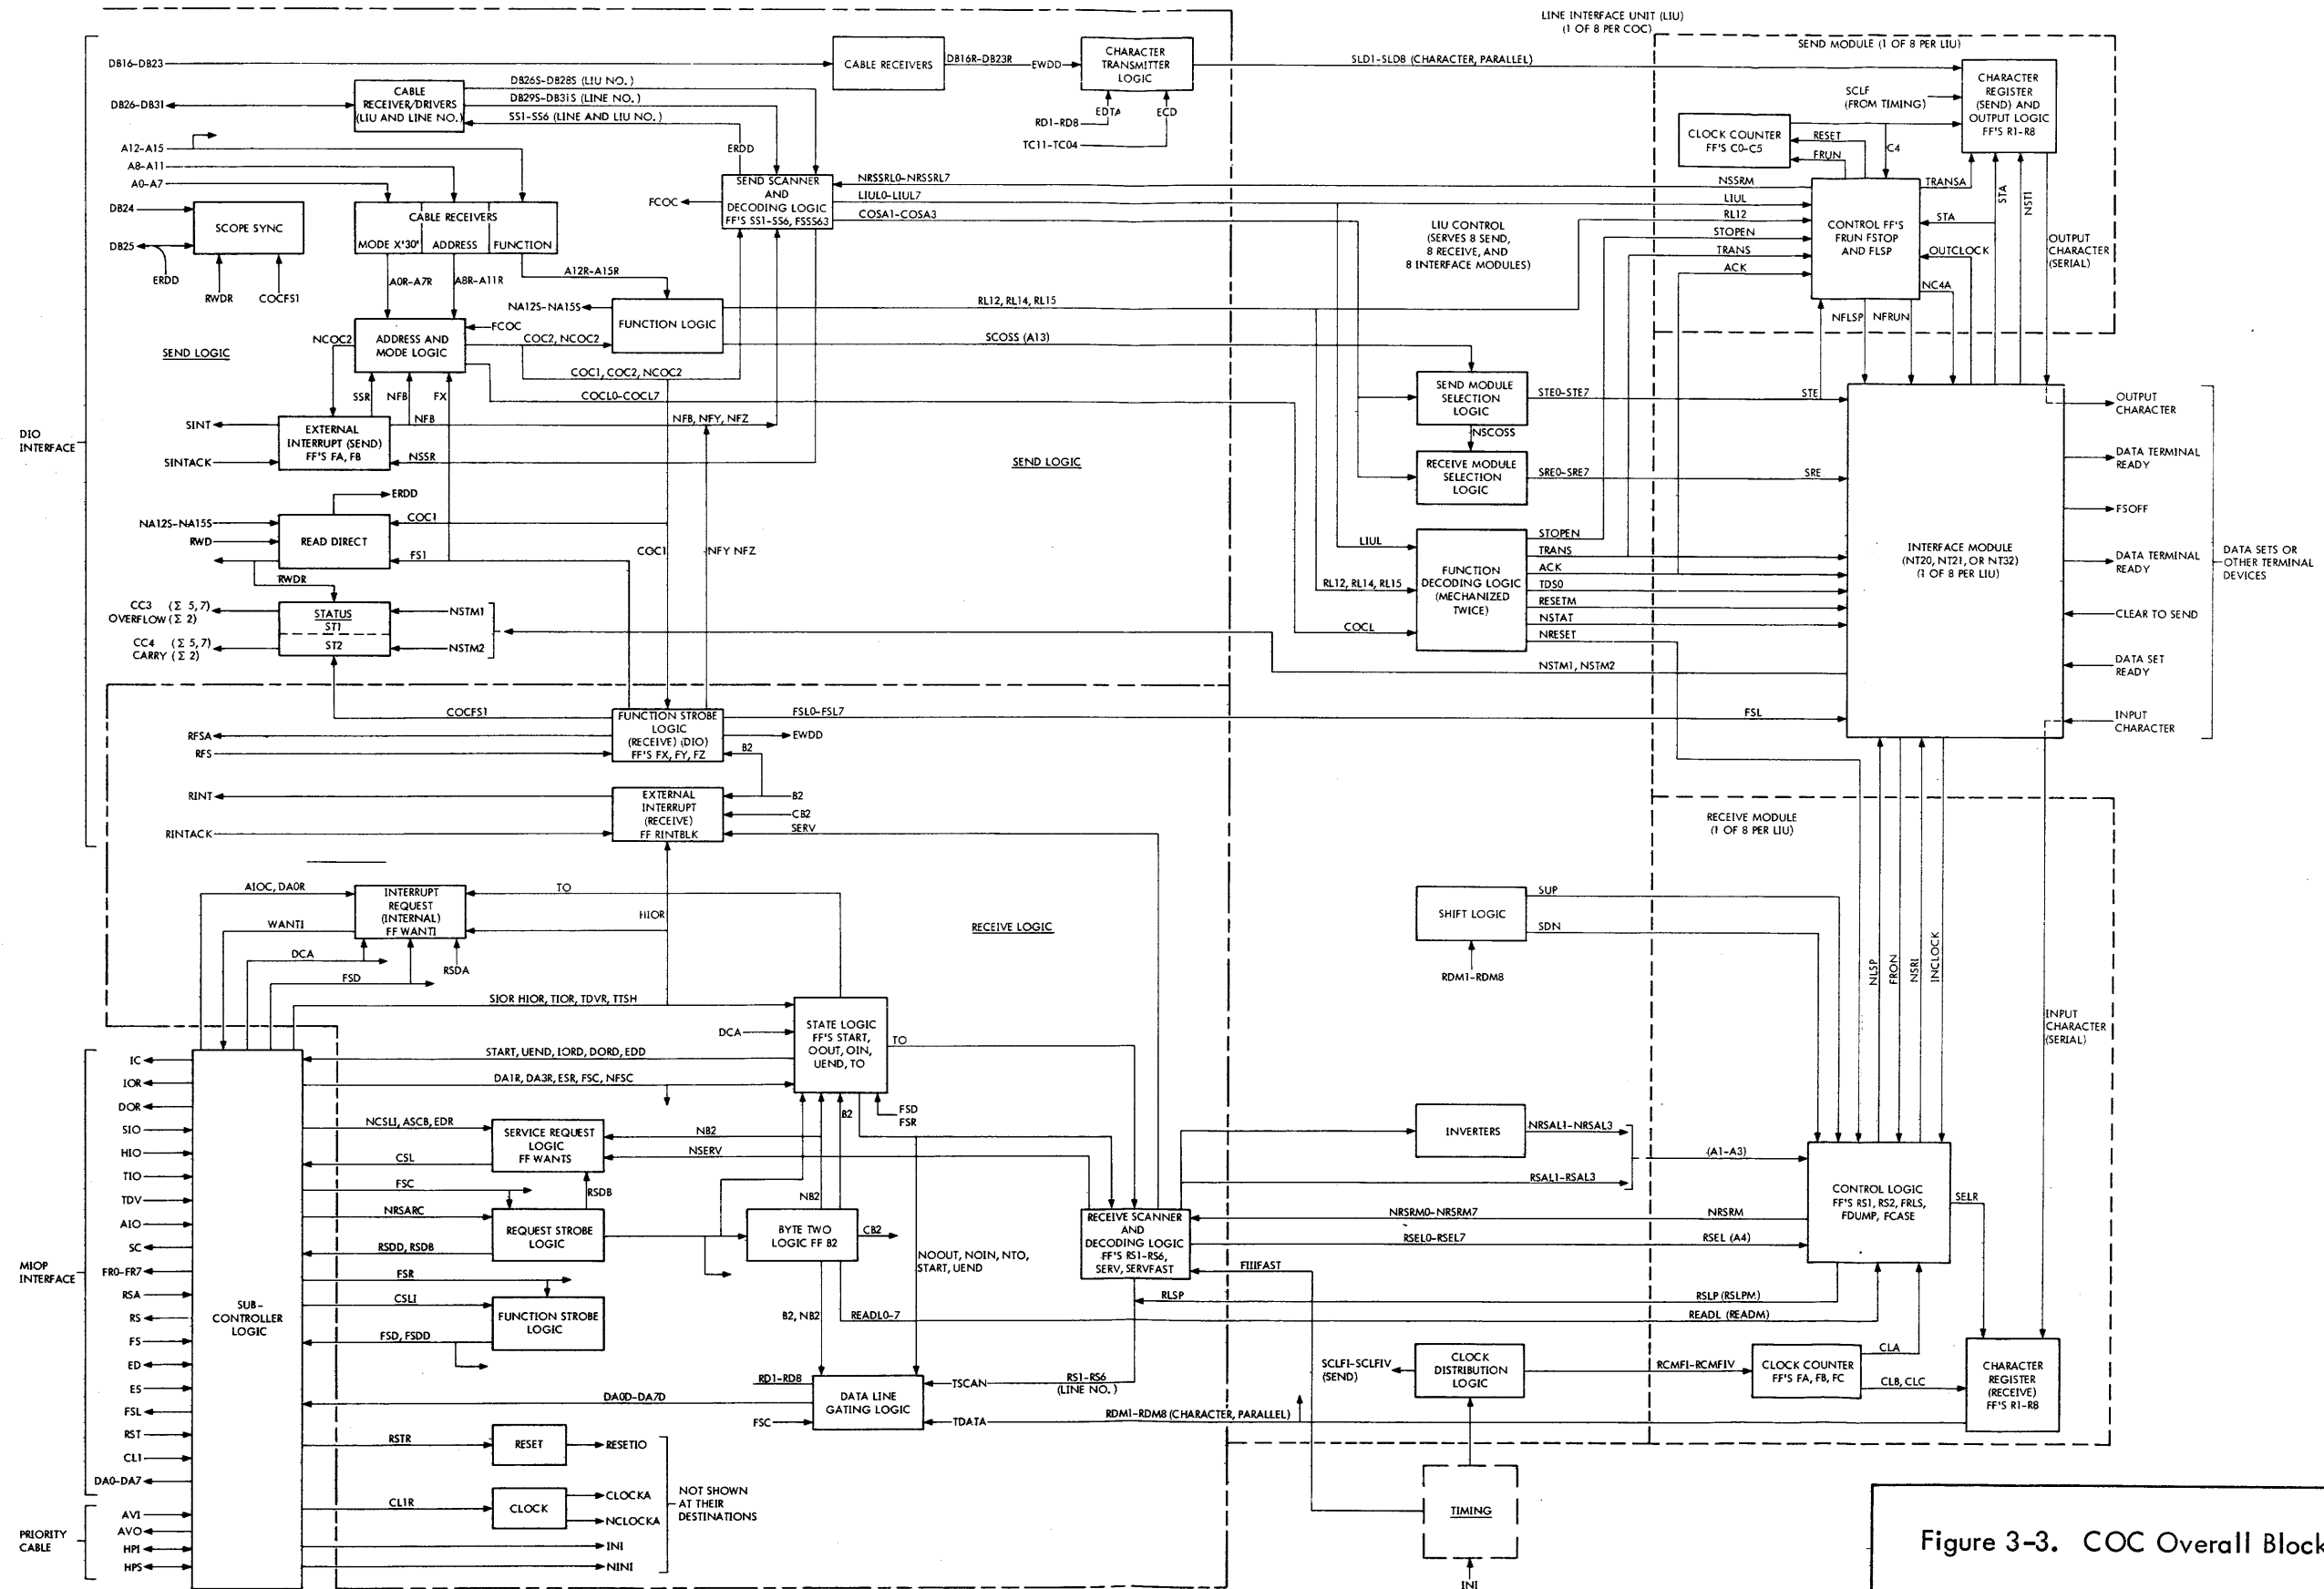 LINE INTERFACE UNIT (LIU)
(1 OF 8 PER COC)
SEND MODULE (1 OF 8 PER LIU)
DB16-DB23
CABLE RECEIVERS
DB16R-DB23R
EWDD
CHARACTER
TRANSMITTER
LOGIC
SLD1-SLD8 (CHARACTER, PARALLEL)
EDTA
ECD
RD1-RD8
TC11-TC04
SCLF
(FROM TIMING)
CHARACTER
REGISTER
(SEND) AND
OUTPUT LOGIC
FF'S R1-R8
CLOCK COUNTER
FF'S C0-C5
RESET
FRUN
C4
DB26-DB31
CABLE
RECEIVER/DRIVERS
(LIU AND LINE NO.)
DB26S-DB28S (LIU NO.)
DB29S-DB31S (LINE NO.)
SS1-SS6 (LINE AND LIU NO.)
ERDD
A12-A15
A8-A11
A0-A7
DB24
DB25
SCOPE SYNC
ERDD
RWDR
COCFS1
CABLE RECEIVERS
MODE X'30'
ADDRESS
FUNCTION
A0R-A7R
A8R-A11R
A12R-A15R
FCOC
SEND SCANNER
AND
DECODING LOGIC
FF'S SS1-SS6, FSSS63
NRSSRL0-NRSSRL7
LIUL0-LIUL7
COSA1-COSA3
NSSRM
LIUL
RL12
STOPEN
TRANS
ACK
LIU CONTROL
(SERVES 8 SEND,
8 RECEIVE, AND
8 INTERFACE MODULES)
CONTROL FF'S
FRUN FSTOP
AND FLSP
TRANSA
STA
OUTCLOCK
NC4A
STA
NST1
OUTPUT
CHARACTER
(SERIAL)
NFLSP
NFRUN
SEND LOGIC
NCOC2
ADDRESS AND
MODE LOGIC
FCOC
COC2, NCOC2
NA12S-NA15S
FUNCTION LOGIC
RL12, RL14, RL15
SCOSS (A13)
COC1, COC2, NCOC2
COCL0-COCL7
SSR
NFB
FX
DIO
INTERFACE
SINT
SINTACK
EXTERNAL
INTERRUPT (SEND)
FF'S FA, FB
NFB
NFB, NFY, NFZ
NSSR
SEND LOGIC
SEND MODULE
SELECTION
LOGIC
STE0-STE7
STE
NSCOSS
RECEIVE MODULE
SELECTION
LOGIC
SRE0-SRE7
SRE
INTERFACE MODULE
(NT20, NT21, OR NT32)
(1 OF 8 PER LIU)
OUTPUT
CHARACTER
DATA TERMINAL
READY
FSOFF
DATA TERMINAL
READY
CLEAR TO SEND
DATA SET
READY
INPUT
CHARACTER
DATA SETS OR
OTHER TERMINAL
DEVICES
ERDD
NA12S-NA15S
RWD
READ DIRECT
COC1
FS1
COC1
NFY NFZ
RWDR
CC3 (Σ 5,7)
OVERFLOW (Σ 2)
CC4 (Σ 5,7)
CARRY (Σ 2)
STATUS
ST1
ST2
NSTM1
NSTM2
LIUL
RL12, RL14, RL15
COCL
FUNCTION
DECODING LOGIC
(MECHANIZED
TWICE)
STOPEN
TRANS
ACK
TDS0
RESETM
NSTAT
NRESET
NSTM1, NSTM2
COCFS1
FUNCTION STROBE
LOGIC
(RECEIVE) (DIO)
FF'S FX, FY, FZ
FSL0-FSL7
FSL
RFSA
RFS
EWDD
B2
RINT
RINTACK
EXTERNAL
INTERRUPT
(RECEIVE)
FF RINTBLK
B2
CB2
SERV
RECEIVE MODULE
(1 OF 8 PER LIU)
AIOC, DA0R
WANTI
INTERRUPT
REQUEST
(INTERNAL)
FF WANTI
TO
HIOR
DCA
FSD
RSDA
RECEIVE LOGIC
SHIFT LOGIC
SUP
SDN
RDM1-RDM8
NLSP
FRON
NSRI
INCLOCK
INPUT
CHARACTER
(SERIAL)
SIOR HIOR, TIOR, TDVR, TTSH
DCA
STATE LOGIC
FF'S START,
OOUT, OIN,
UEND, TO
TO
START, UEND, IORD, DORD, EDD
DA1R, DA3R, ESR, FSC, NFSC
B2
FSD
FSR
MIOP
INTERFACE
IC
IOR
DOR
SIO
HIO
TIO
TDV
AIO
SC
FR0-FR7
RSA
RS
FS
ED
ES
FSL
RST
CL1
DA0-DA7
PRIORITY
CABLE
AVI
AVO
HPI
HPS
SUB-
CONTROLLER
LOGIC
NCSLI, ASCB, EDR
SERVICE REQUEST
LOGIC
FF WANTS
CSL
NB2
NSERV
FSC
RSDB
NRSARC
REQUEST STROBE
LOGIC
RSDD, RSDB
NB2
BYTE TWO
LOGIC FF B2
CB2
NOOUT, NOIN, NTO,
START, UEND
FSR
CSLI
FUNCTION STROBE
LOGIC
FSD, FSDD
B2, NB2
READL0-7
INVERTERS
NRSAL1-NRSAL3
RSAL1-RSAL3
(A1-A3)
RECEIVE SCANNER
AND
DECODING LOGIC
FF'S RS1-RS6,
SERV, SERVFAST
NRSRM0-NRSRM7
NRSRM
RSEL0-RSEL7
RSEL (A4)
FIIIFAST
RLSP
RSLP (RSLPM)
READL (READM)
CONTROL LOGIC
FF'S RS1, RS2, FRLS,
FDUMP, FCASE
SELR
RD1-RD8
DA0D-DA7D
FSC
DATA LINE
GATING LOGIC
TSCAN
RS1-RS6
(LINE NO.)
TDATA
RDM1-RDM8 (CHARACTER, PARALLEL)
SCLFI-SCLFIV
(SEND)
CLOCK
DISTRIBUTION
LOGIC
RCMFI-RCMFIV
CLOCK COUNTER
FF'S FA, FB, FC
CLA
CLB, CLC
CHARACTER
REGISTER
(RECEIVE)
FF'S R1-R8
RSTR
RESET
RESETIO
CL1R
CLOCK
CLOCKA
NCLOCKA
INI
NINI
NOT SHOWN
AT THEIR
DESTINATIONS
TIMING
INI
Figure 3-3. COC Overall Block